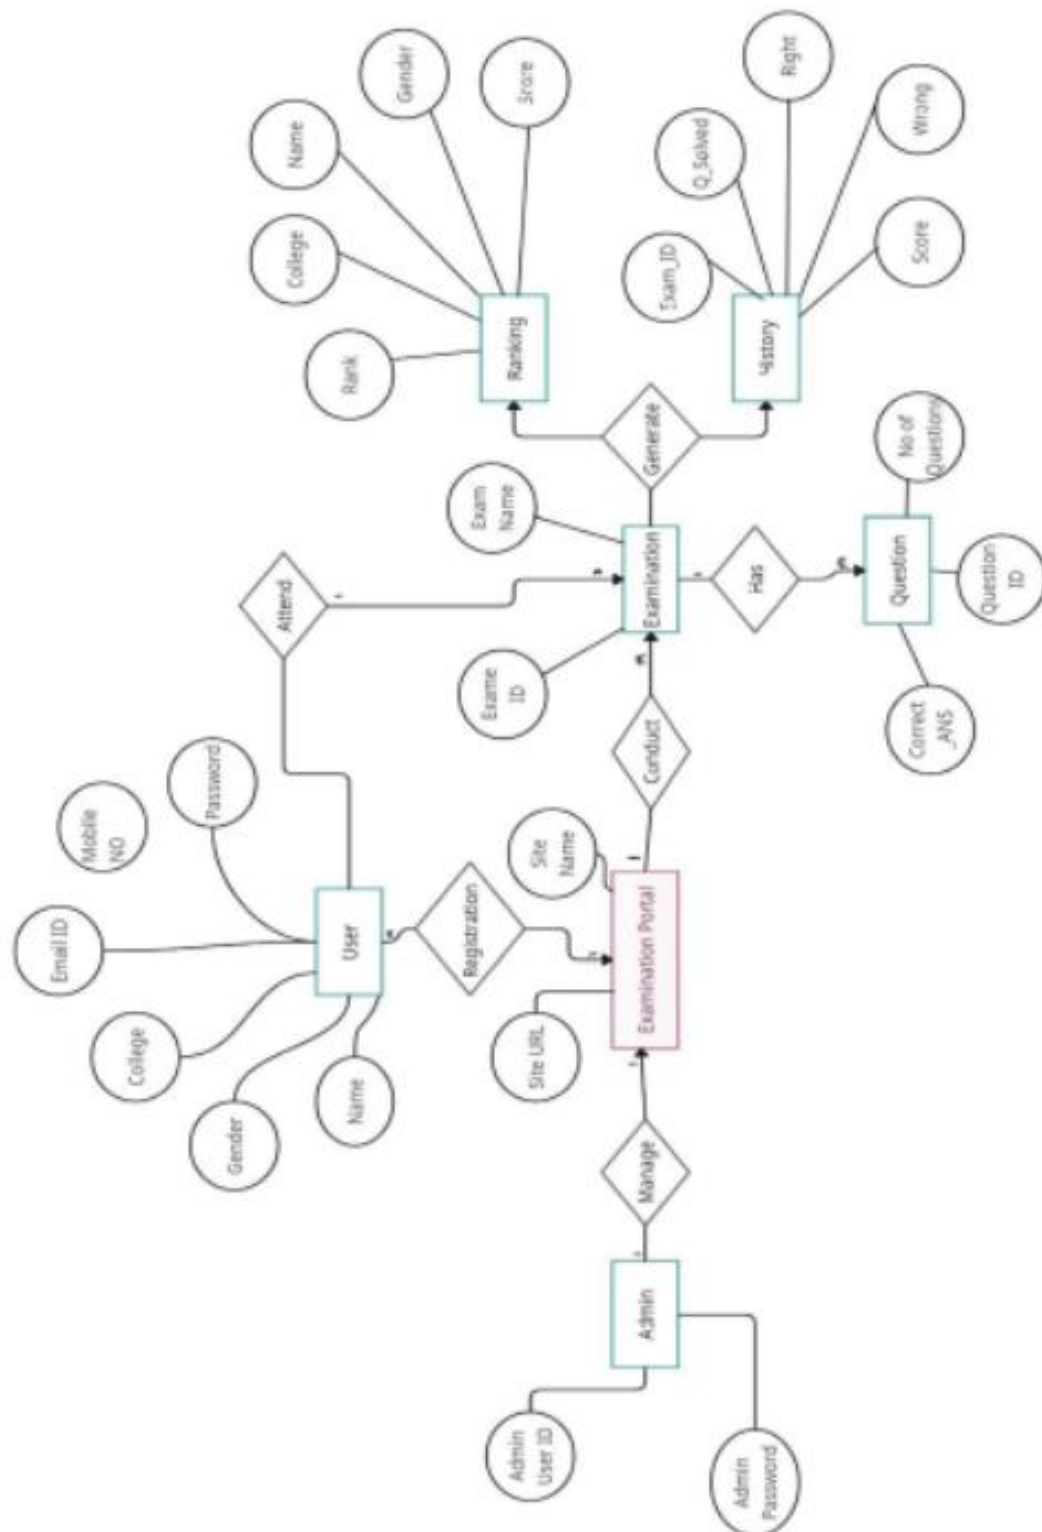 Email ID
Mobile
NO
College
Password
Gender
Name
User
Attend
College
Name
Rank
Gender
Score
Registration
Exame
ID
Exam
Name
Ranking
Site URL
Site
Name
Admin
User ID
Admin
Manage
Examination Portal
Conduct
Examination
Generate
Exam_ID
Q_Solved
Right
History
Has
Admin
Password
Question
Correct
_ANS
Question
ID
No of
Questions
Score
Wrong